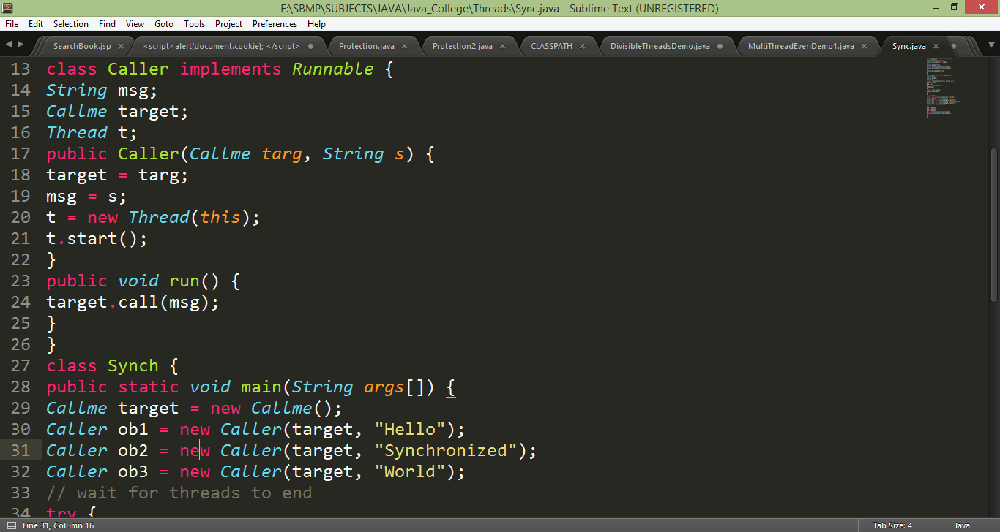 E:\SBMP\SUBJECTS\JAVA\Java_College\Threads\Sync.java - Sublime Text (UNREGISTERED)
File Edit Selection Find View Goto Tools Project Preferences Help
SearchBook.jsp × <script>alert(document.cookie); </script> Protection.java × Protection2.java × CLASSPATH × DivisibleThreadsDemo.java MultiThreadEvenDemo1.java × Sync.java ×
13 class Caller implements Runnable {
14 String msg;
15 Callme target;
16 Thread t;
17 public Caller(Callme targ, String s) {
18 target = targ;
19 msg = s;
20 t = new Thread(this);
21 t.start();
22 }
23 public void run() {
24 target.call(msg);
25 }
26 }
27 class Synch {
28 public static void main(String args[]) {
29 Callme target = new Callme();
30 Caller ob1 = new Caller(target, "Hello");
31 Caller ob2 = new Caller(target, "Synchronized");
32 Caller ob3 = new Caller(target, "World");
33 // wait for threads to end
34 try {
Line 31, Column 16 Tab Size: 4 Java